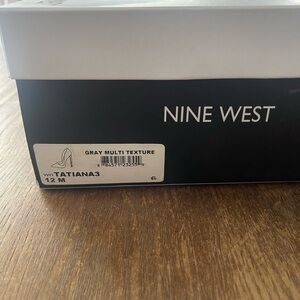 NINE WEST
GRAY MULTI TEXTURE
TATIANA3
12 M